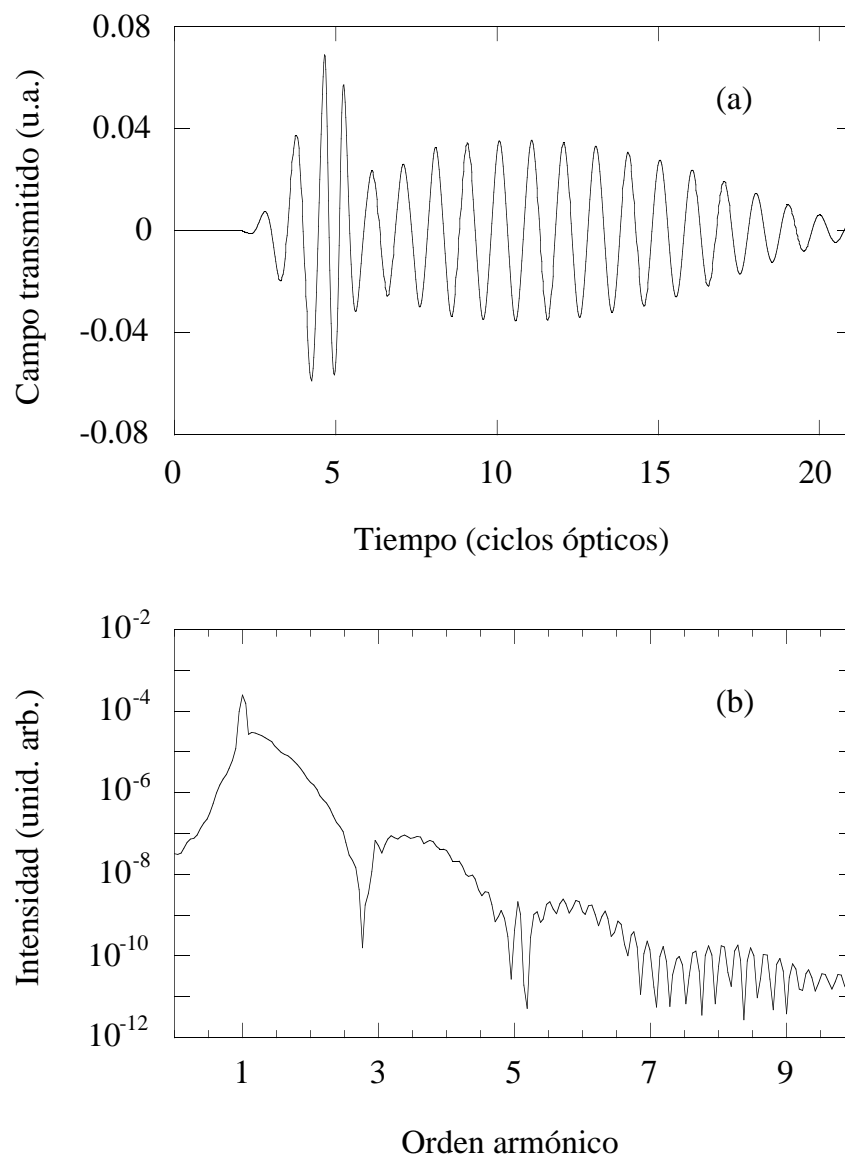 0.08
0.04
0
-0.04
-0.08
Campo transmitido (u.a.)
(a)
0 5 10 15 20
Tiempo (ciclos ópticos)
10-2
10-4
10-6
10-8
10-10
10-12
Intensidad (unid. arb.)
(b)
1 3 5 7 9
Orden armónico